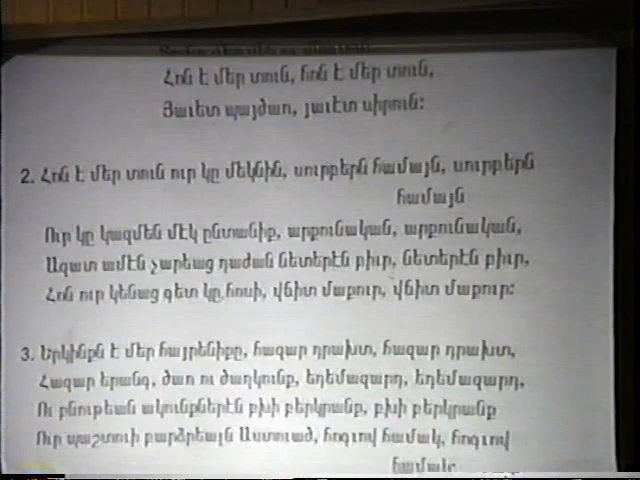 Հոն է մեր տուն, հոն է մեր տուն,
Յաւետ պայծառ, յաւէտ սիրուն:
2. Հոն է մեր տուն ուր կը մեկնին, սուրբերն համայն, սուրբերն
համայն
Ուր կը կազմեն մէկ ընտանիք, արքունական, արքունական,
Ազատ ամէն չարեաց դաժան նետերէն բիւր, նետերէն բիւր,
Հոն ուր կենաց գետ կը հոսի, վճիտ մաքուր, վճիտ մաքուր:
3. Երկինքն է մեր հայրենիքը, հազար դրախտ, հազար դրախտ,
Հազար երանգ, ծառ ու ծաղկունք, եդեմազարդ, եդեմազարդ,
Ու բնութեան ակունքներէն բխի բերկրանք, բխի բերկրանք
Ուր պաշտուի բարձրեալն Աստուած, հոգւով համակ, հոգւով
համակ